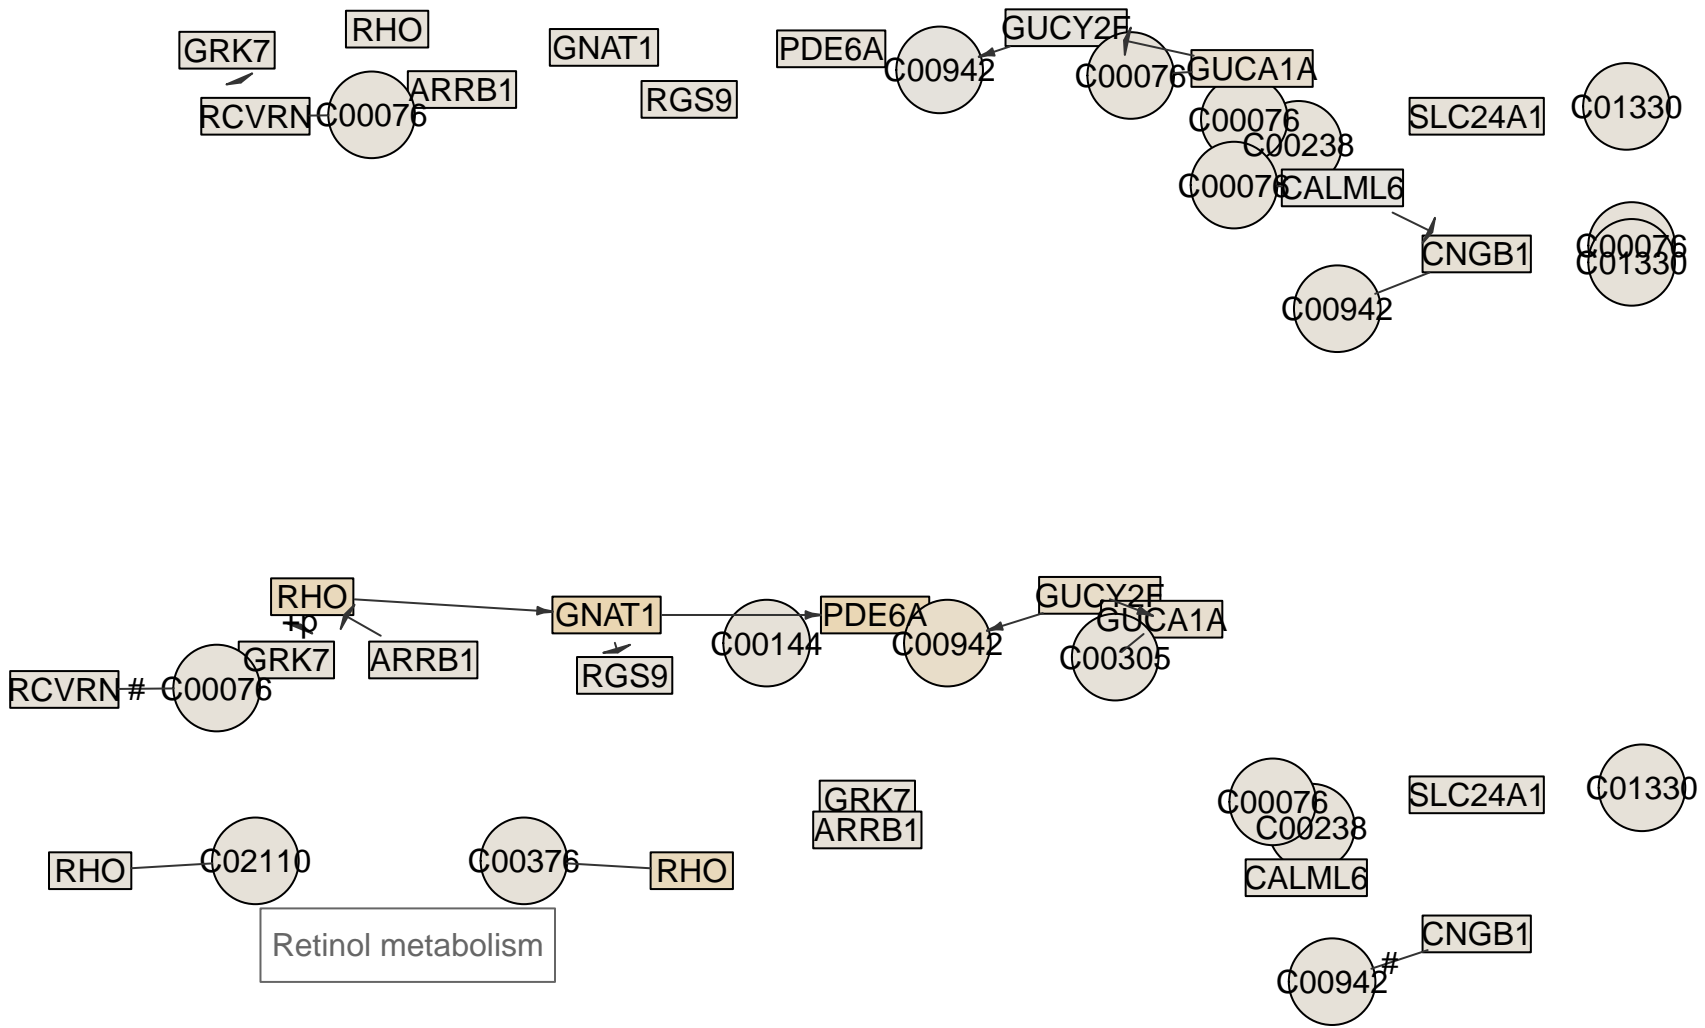 GRK7
RHO
GNAT1
PDE6A
C00942
GUCY2F
C00076
GUCA1A
RCVRN
C00076
ARRB1
RGS9
C00076
C00238
SLC24A1
C01330
C00076
CALML6
CNGB1
C00076
C01330
C00942
RHO
+p
GNAT1
PDE6A
GUCY2F
GUCA1A
GRK7
ARRB1
RGS9
C00144
C00942
C00305
RCVRN
#
C00076
GRK7
ARRB1
C00076
C00238
SLC24A1
C01330
RHO
C02110
C00376
RHO
CALML6
Retinol metabolism
CNGB1
#
C00942